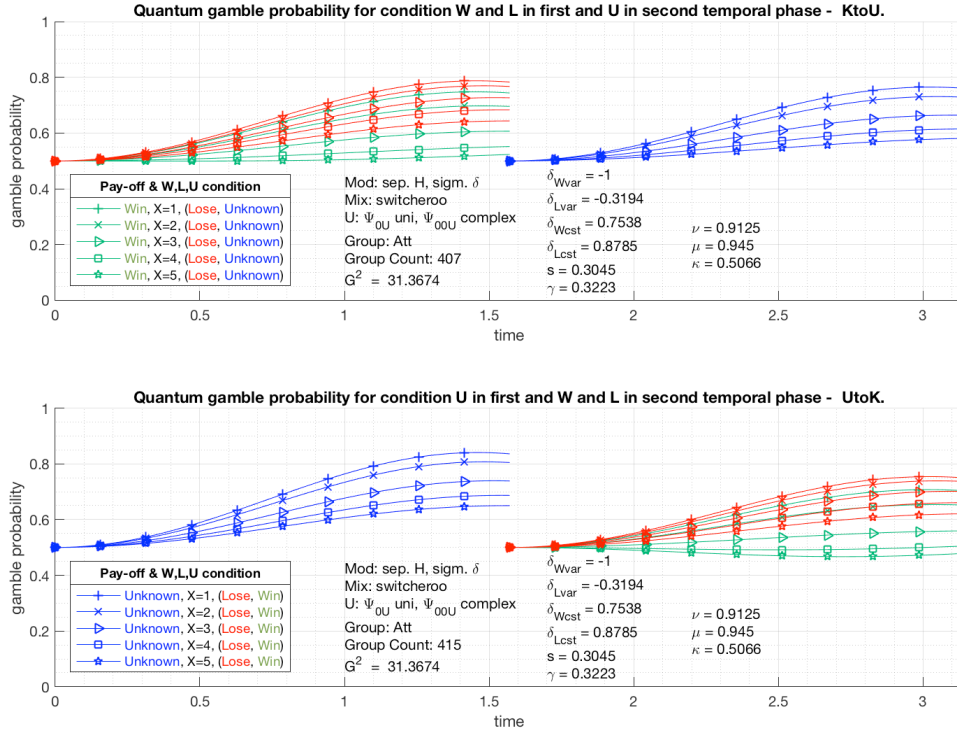 Quantum gamble probability for condition W and L in first and U in second temporal phase - KtoU.
gamble probability
1
0.8
0.6
0.4
0.2
0
Pay-off & W,L,U condition
Win, X=1, (Lose, Unknown)
Win, X=2, (Lose, Unknown)
Win, X=3, (Lose, Unknown)
Win, X=4, (Lose, Unknown)
Win, X=5, (Lose, Unknown)
Mod: sep. H, sigm. δ
Mix: switcheroo
U: Ψ0U uni, Ψ00U complex
Group: Att
Group Count: 407
G2 = 31.3674
δWvar = -1
δLvar = -0.3194
δWcst = 0.7538
δLcst = 0.8785
s = 0.3045
γ = 0.3223
ν = 0.9125
μ = 0.945
κ = 0.5066
0 0.5 1 1.5 2 2.5 3
time
Quantum gamble probability for condition U in first and W and L in second temporal phase - UtoK.
gamble probability
1
0.8
0.6
0.4
0.2
0
Pay-off & W,L,U condition
Unknown, X=1, (Lose, Win)
Unknown, X=2, (Lose, Win)
Unknown, X=3, (Lose, Win)
Unknown, X=4, (Lose, Win)
Unknown, X=5, (Lose, Win)
Mod: sep. H, sigm. δ
Mix: switcheroo
U: Ψ0U uni, Ψ00U complex
Group: Att
Group Count: 415
G2 = 31.3674
δWvar = -1
δLvar = -0.3194
δWcst = 0.7538
δLcst = 0.8785
s = 0.3045
γ = 0.3223
ν = 0.9125
μ = 0.945
κ = 0.5066
0 0.5 1 1.5 2 2.5 3
time